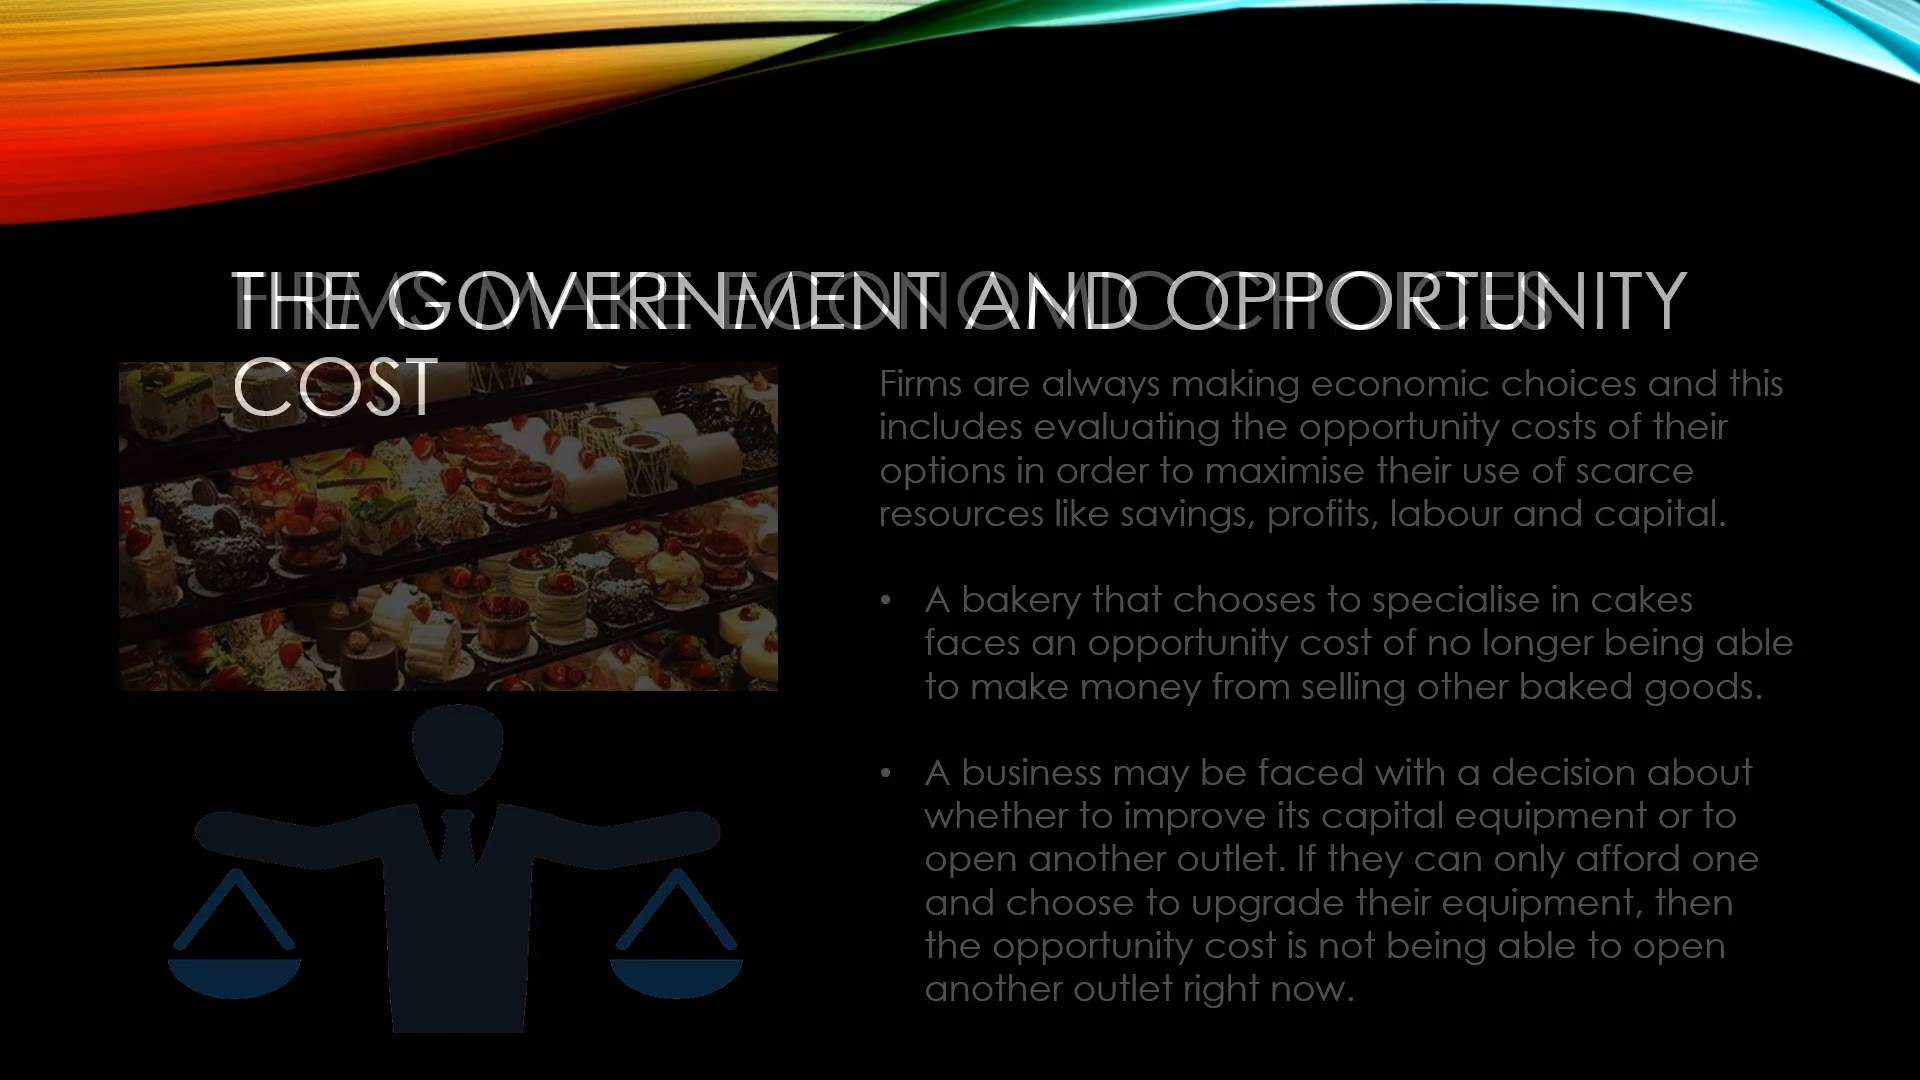 THE GOVERNMENT AND OPPORTUNITY
COST
FIRMS MAKE ECONOMIC CHOICES
Firms are always making economic choices and this
includes evaluating the opportunity costs of their
options in order to maximise their use of scarce
resources like savings, profits, labour and capital.
• A bakery that chooses to specialise in cakes
faces an opportunity cost of no longer being able
to make money from selling other baked goods.
• A business may be faced with a decision about
whether to improve its capital equipment or to
open another outlet. If they can only afford one
and choose to upgrade their equipment, then
the opportunity cost is not being able to open
another outlet right now.